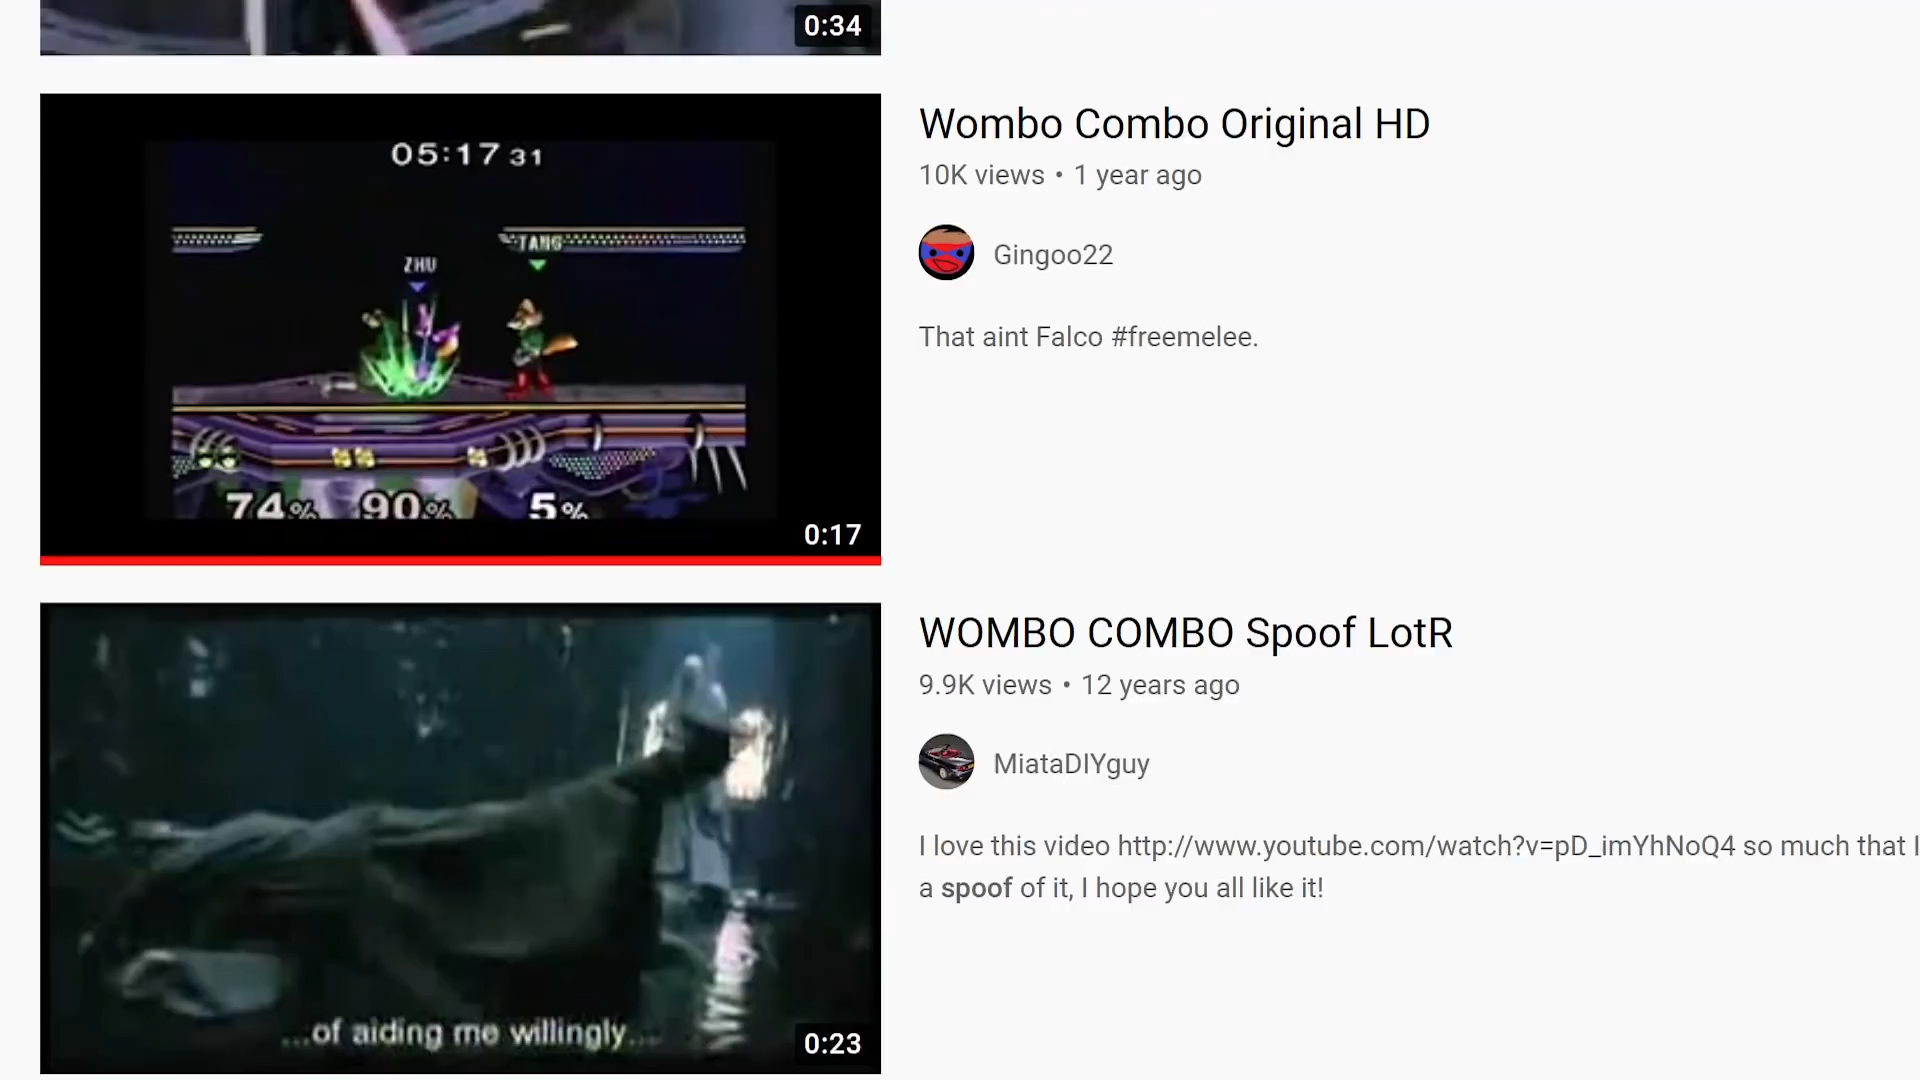 0:34
05:17 31
TANG
ZHU
74% 90% 5%
0:17
Wombo Combo Original HD
10K views • 1 year ago
Gingoo22
That aint Falco #freemelee.
...of aiding me willingly...
0:23
WOMBO COMBO Spoof LotR
9.9K views • 12 years ago
MiataDIYguy
I love this video http://www.youtube.com/watch?v=pD_imYhNoQ4 so much that I
a spoof of it, I hope you all like it!